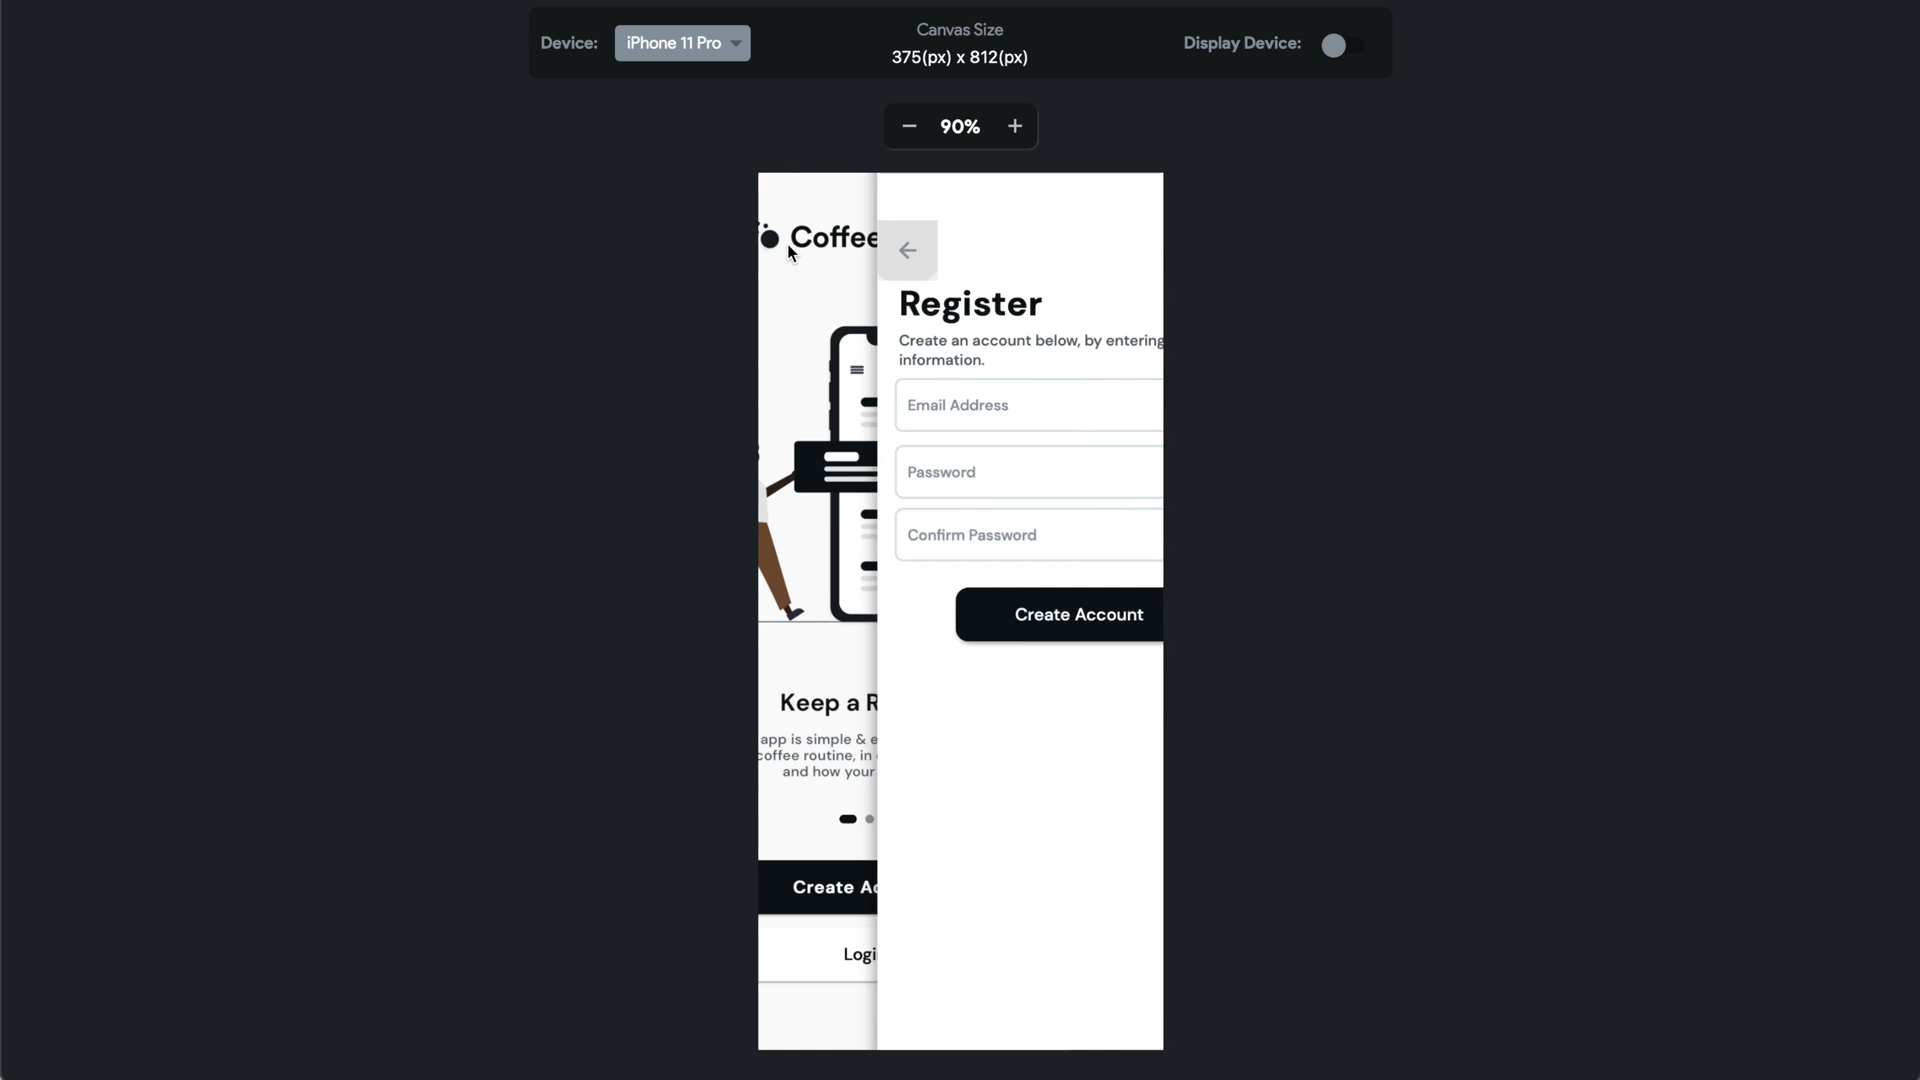 Device:
iPhone 11 Pro
Canvas Size
375(px) x 812(px)
Display Device:
90%
Coffee
Register
Create an account below, by entering
information.
Email Address
Password
Confirm Password
Create Account
Keep a R
app is simple & e
coffee routine, in
and how your
Create Ac
Logi